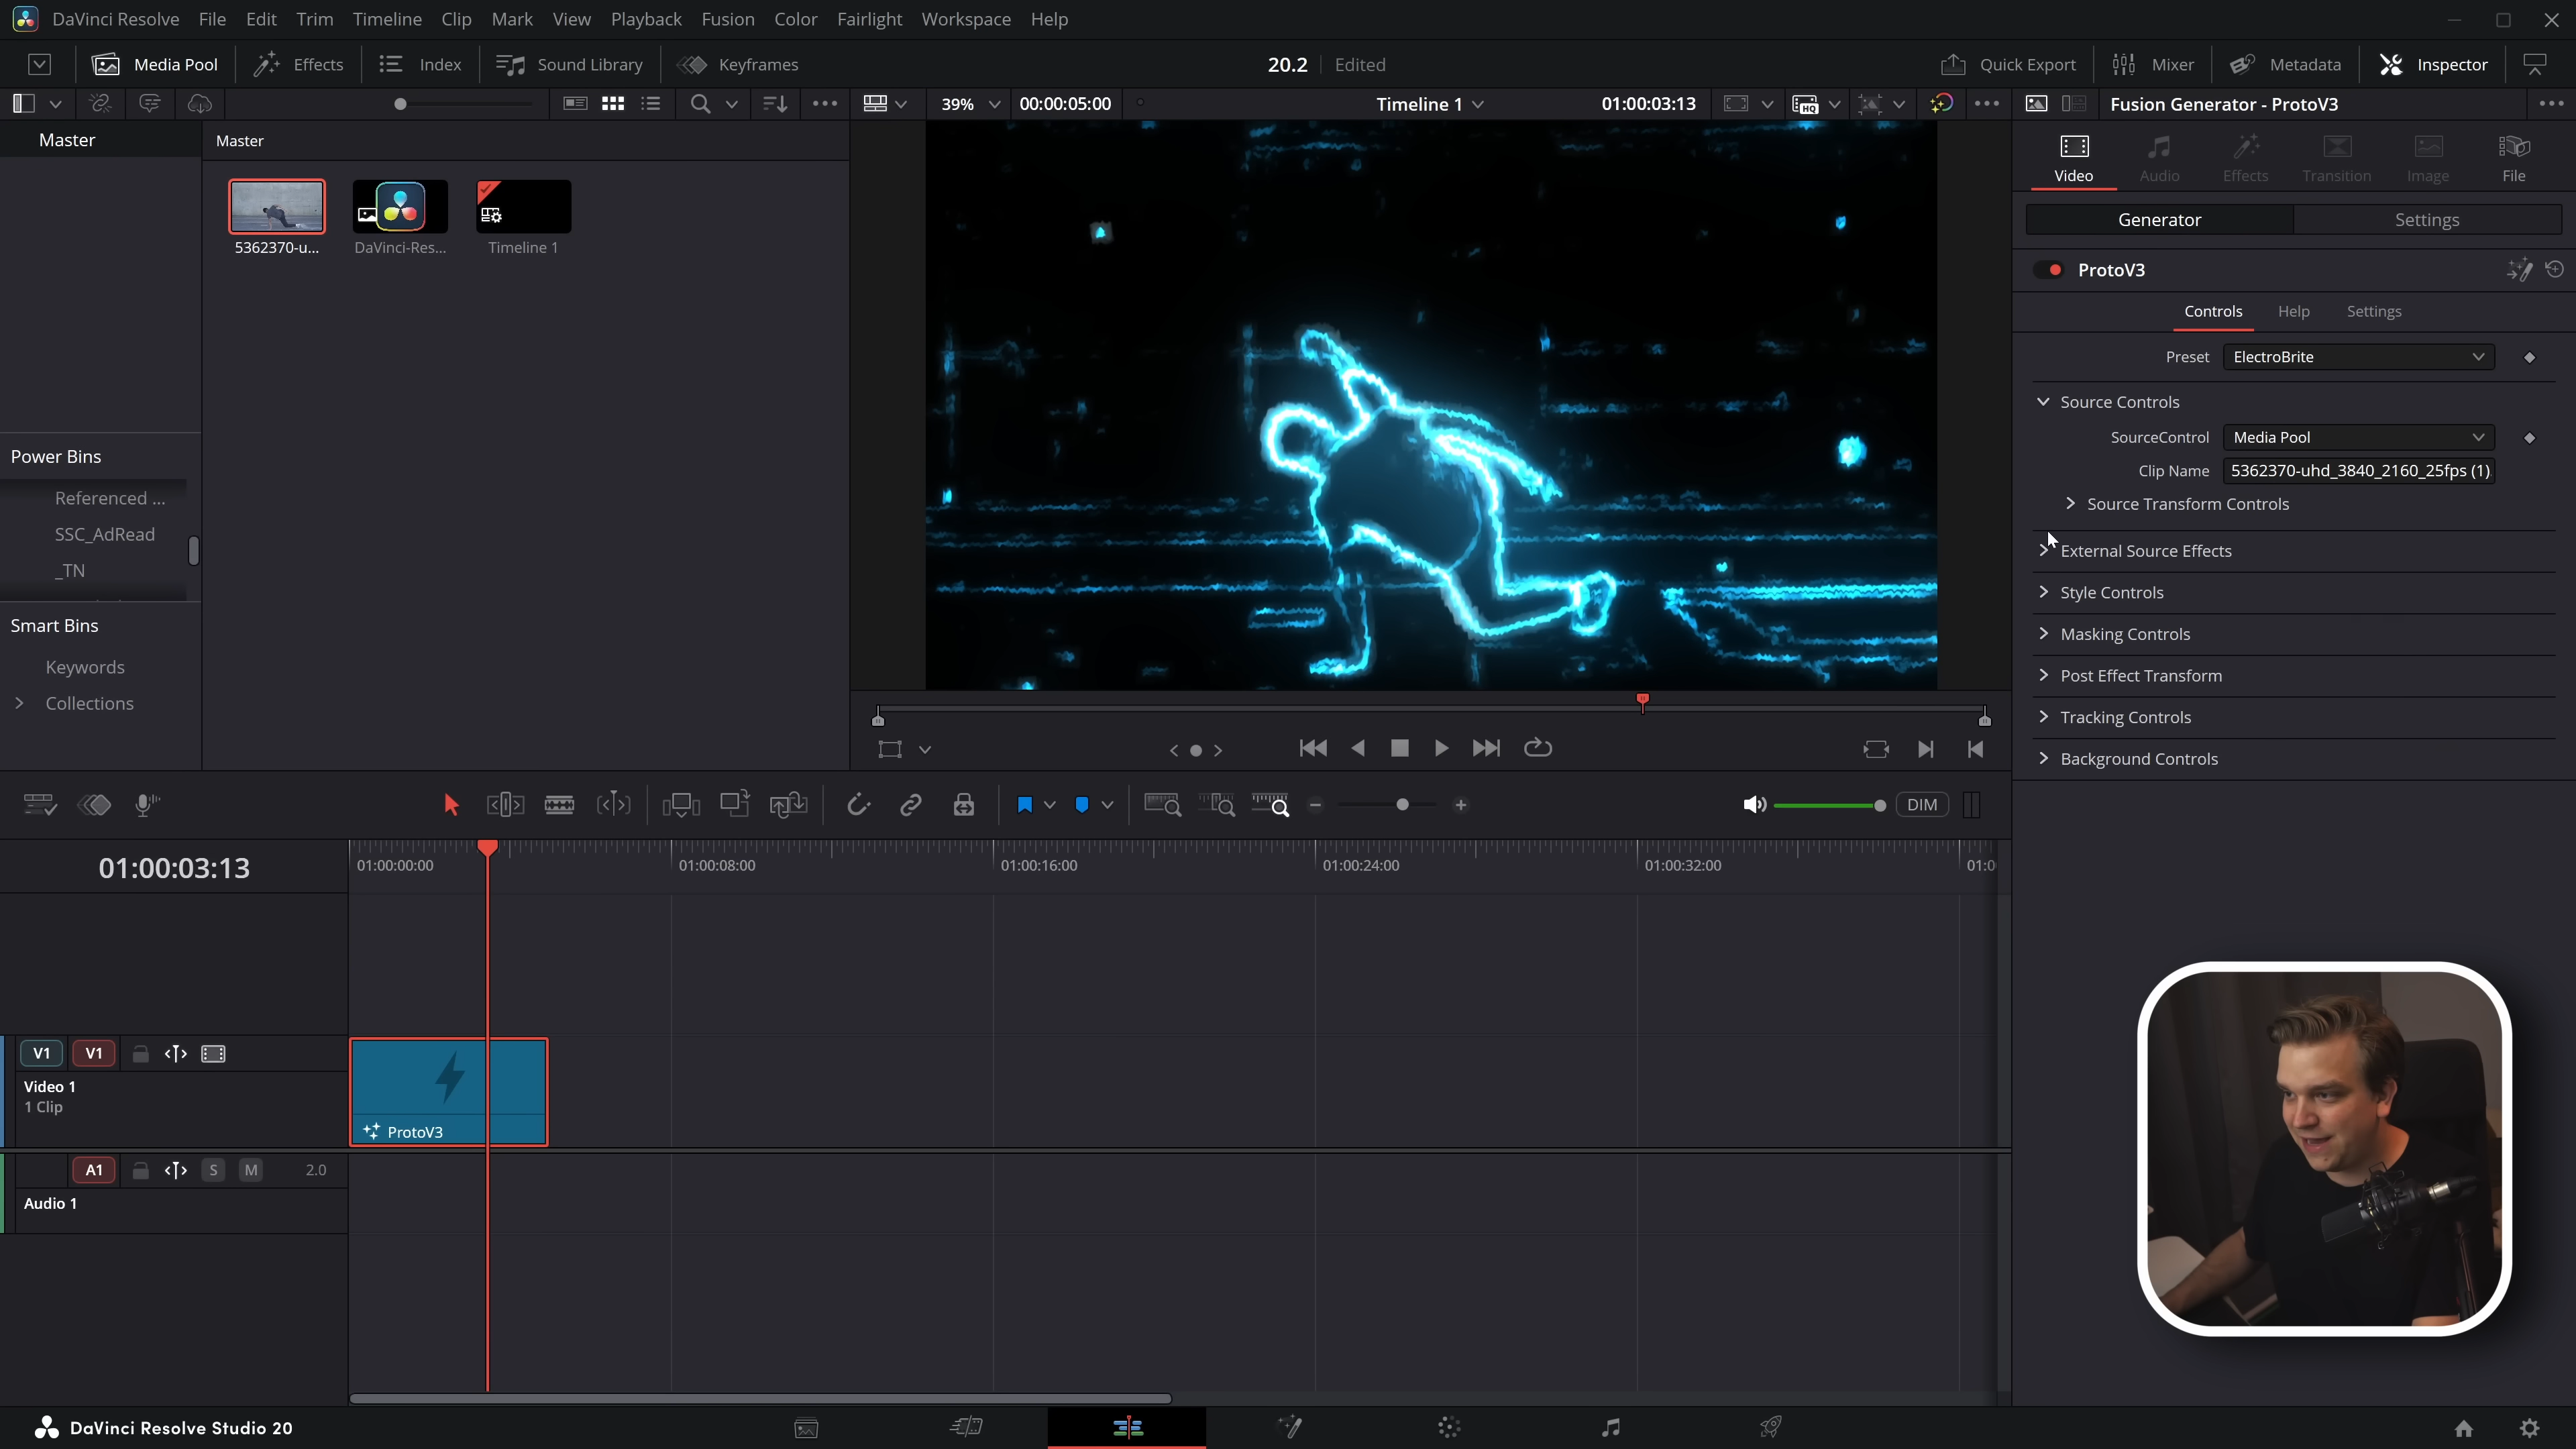 DaVinci Resolve File Edit Trim Timeline Clip Mark View Playback Fusion Color Fairlight Workspace Help
Media Pool Effects Index Sound Library Keyframes 20.2 Edited Quick Export Mixer Metadata Inspector
39% 00:00:05:00 Timeline 1 01:00:03:13 HQ Fusion Generator - ProtoV3
Master Master
Video Audio Effects Transition Image File
5362370-u... DaVinci-Res... Timeline 1
Generator Settings
ProtoV3
Controls Help Settings
Preset ElectroBrite
Source Controls
SourceControl Media Pool
Clip Name 5362370-uhd_3840_2160_25fps (1)
Source Transform Controls
External Source Effects
Style Controls
Masking Controls
Post Effect Transform
Tracking Controls
Background Controls
Power Bins
Referenced ...
SSC_AdRead
_TN
Smart Bins
Keywords
Collections
DIM
01:00:03:13 01:00:00:00 01:00:08:00 01:00:16:00 01:00:24:00 01:00:32:00 01:0
V1 V1
Video 1
1 Clip
ProtoV3
A1 S M 2.0
Audio 1
DaVinci Resolve Studio 20